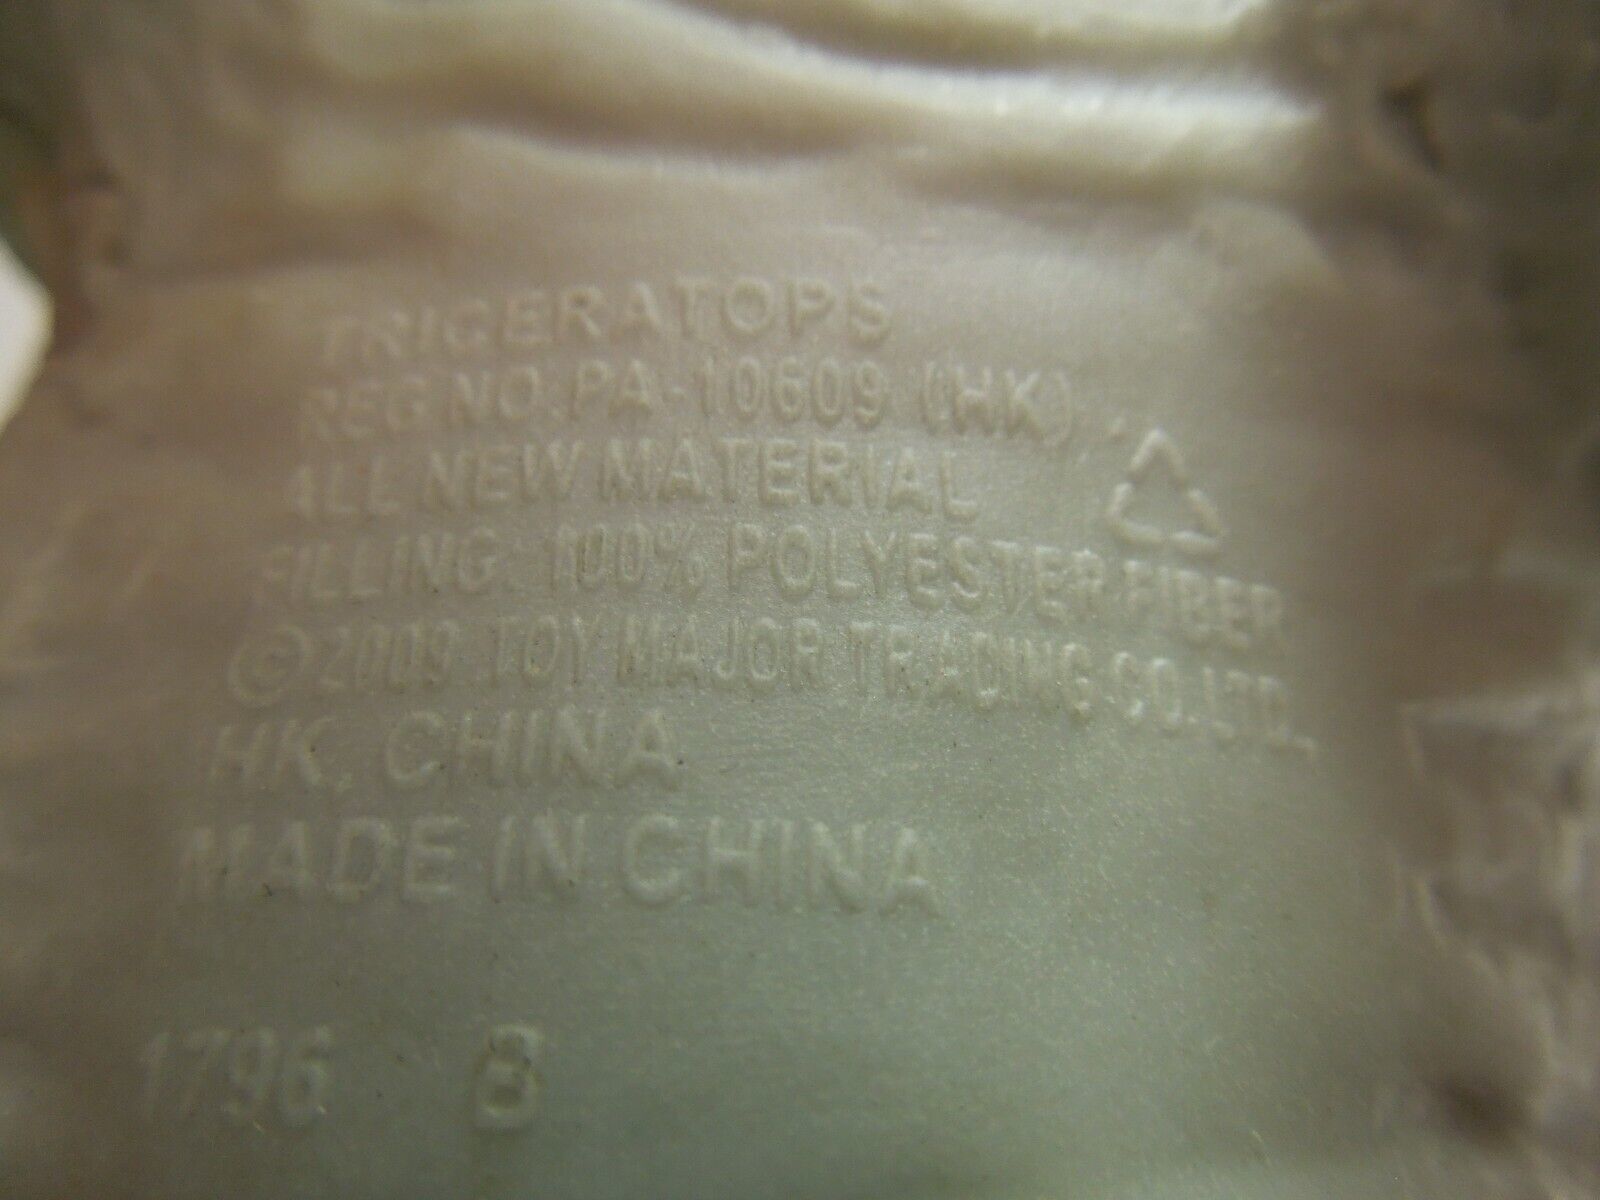 TRICERATOPS
REG NO.PA-10609 (HK)
ALL NEW MATERIAL
FILLING: 100% POLYESTER FIBER
©2009 TOY MAJOR TRADING CO.,LTD.,
HK, CHINA
MADE IN CHINA
1796 B